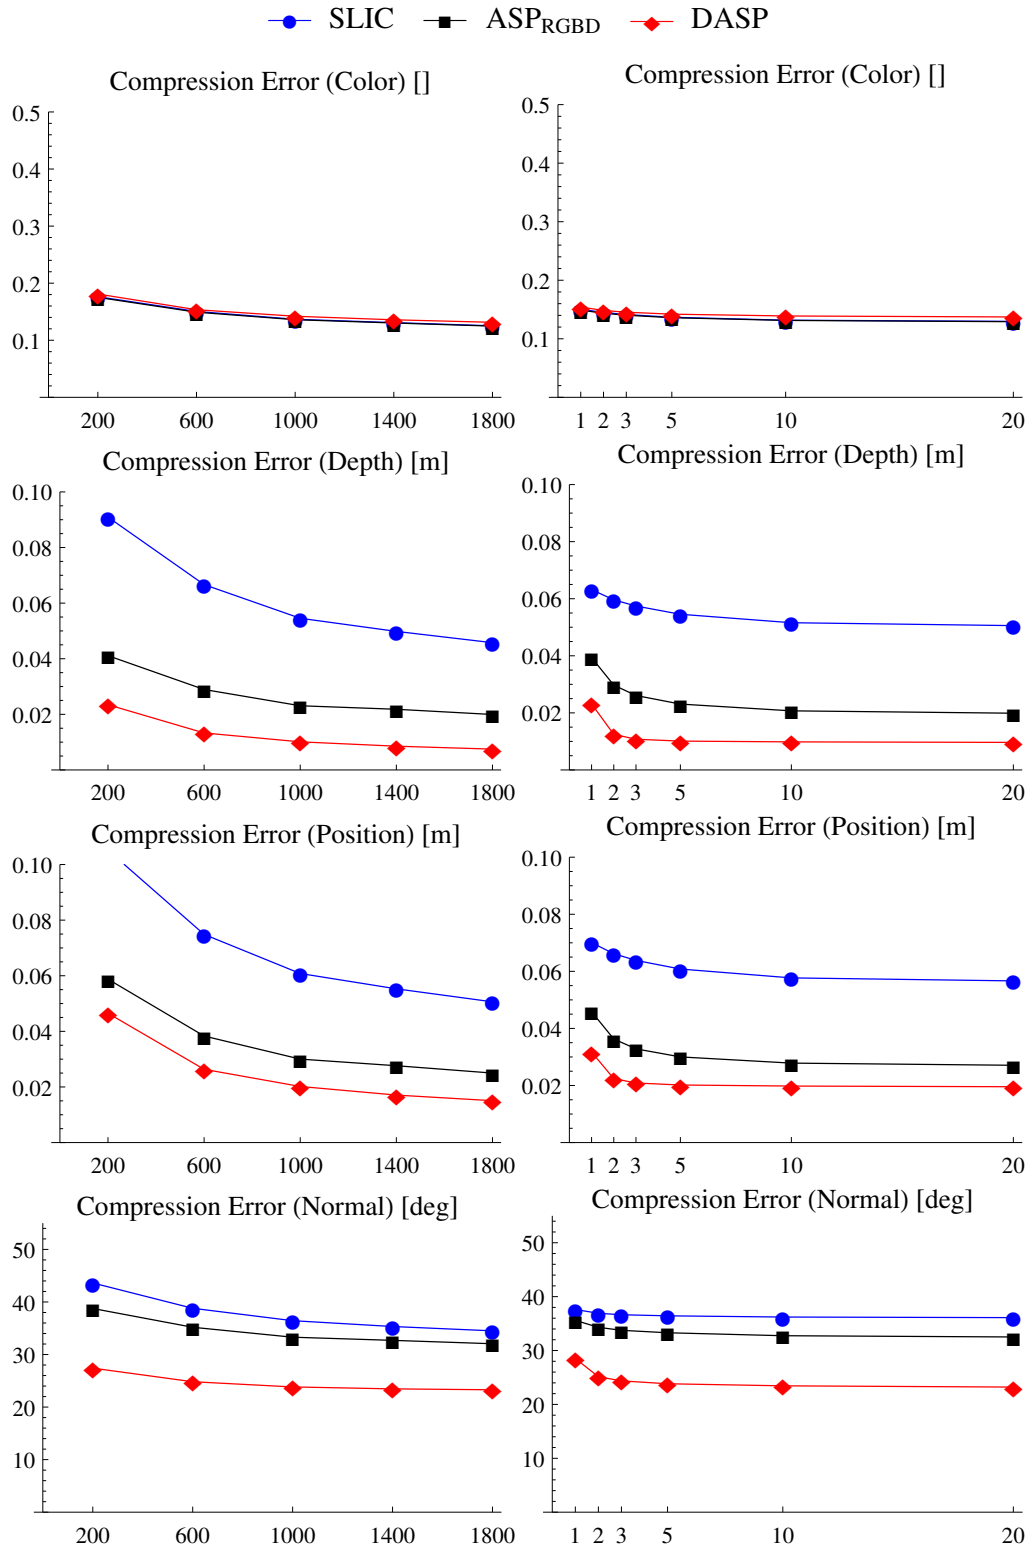 SLIC ASP_RGBD DASP
Compression Error (Color) []
0.5
0.4
0.3
0.2
0.1
200 600 1000 1400 1800
Compression Error (Color) []
0.5
0.4
0.3
0.2
0.1
1 2 3 5 10 20
Compression Error (Depth) [m]
0.10
0.08
0.06
0.04
0.02
200 600 1000 1400 1800
Compression Error (Depth) [m]
0.10
0.08
0.06
0.04
0.02
1 2 3 5 10 20
Compression Error (Position) [m]
0.10
0.08
0.06
0.04
0.02
200 600 1000 1400 1800
Compression Error (Position) [m]
0.10
0.08
0.06
0.04
0.02
1 2 3 5 10 20
Compression Error (Normal) [deg]
50
40
30
20
10
200 600 1000 1400 1800
Compression Error (Normal) [deg]
50
40
30
20
10
1 2 3 5 10 20